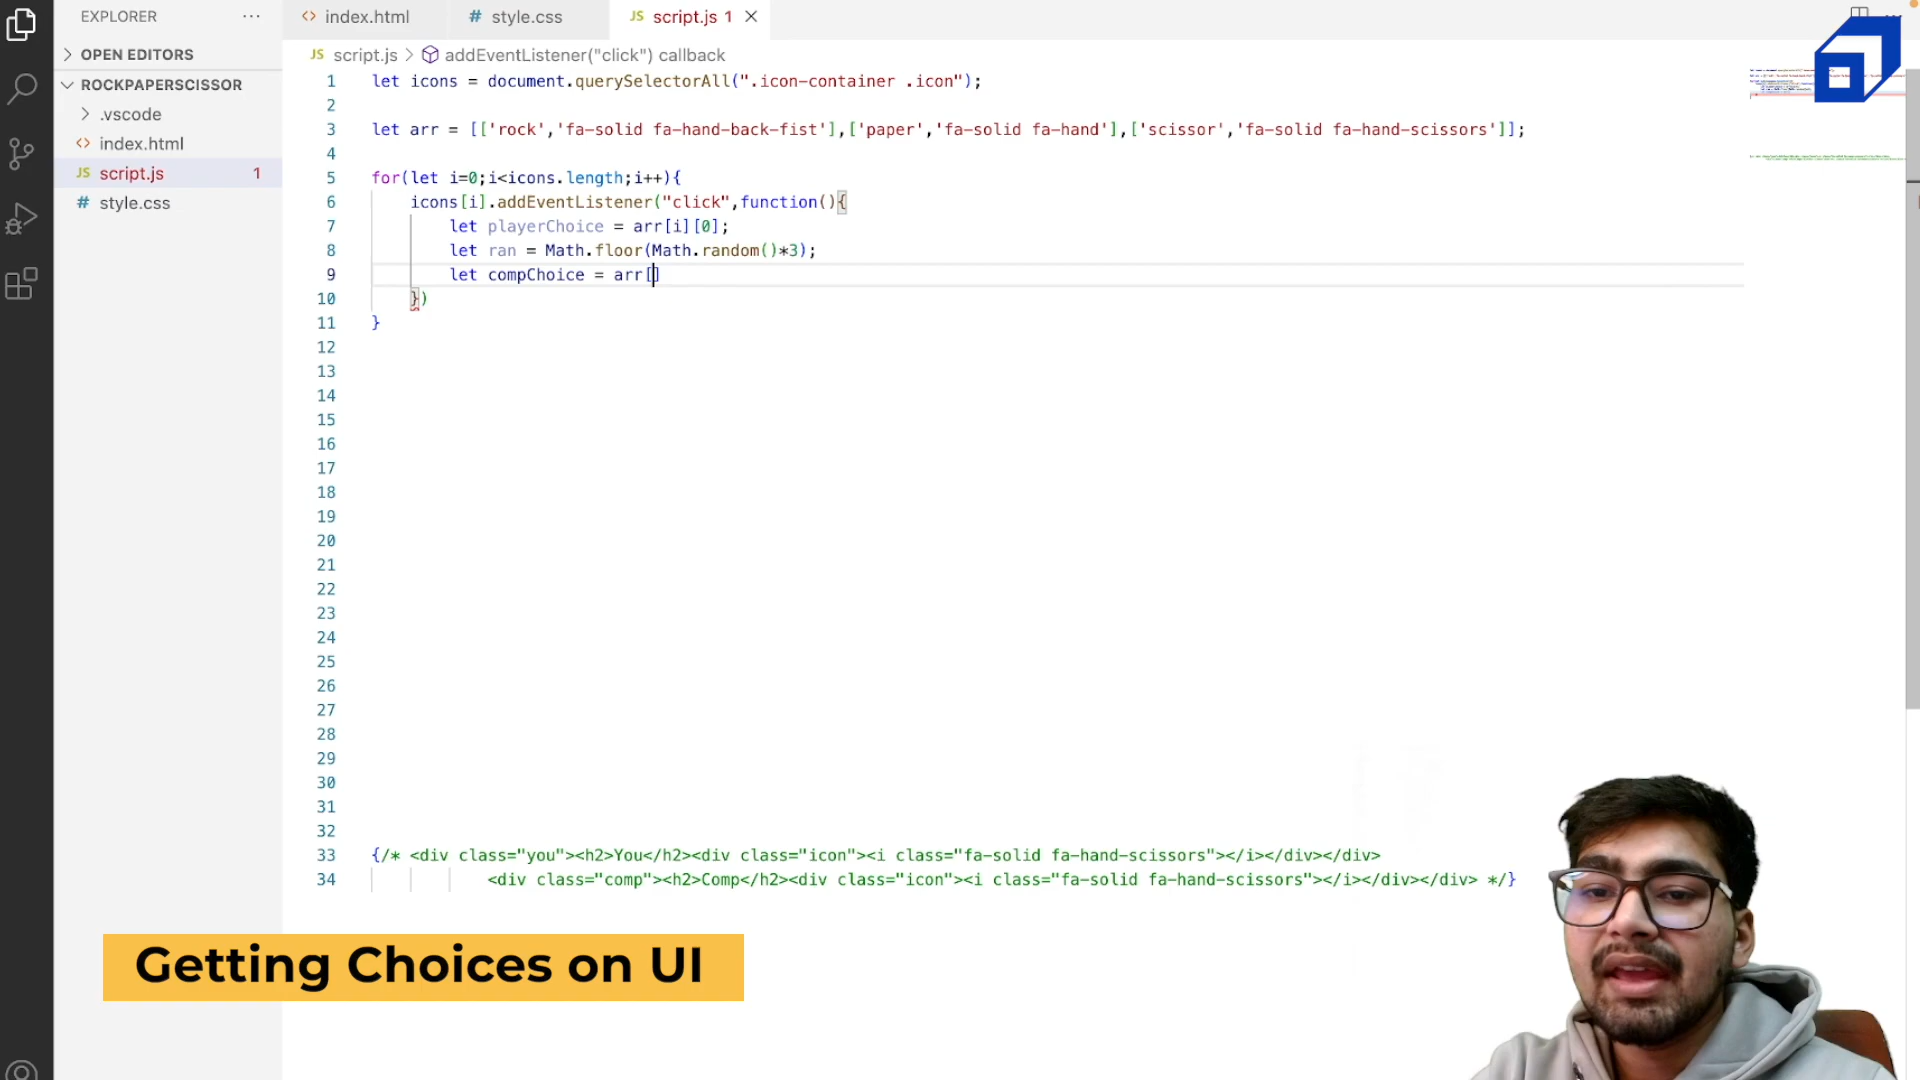 EXPLORER ···
index.html
style.css
JS script.js 1
OPEN EDITORS
JS script.js > addEventListener("click") callback
ROCKPAPERSCISSOR
.vscode
index.html
JS script.js 1
# style.css
1 let icons = document.querySelectorAll(".icon-container .icon");
2
3 let arr = [['rock','fa-solid fa-hand-back-fist'],['paper','fa-solid fa-hand'],['scissor','fa-solid fa-hand-scissors']];
4
5 for(let i=0;i<icons.length;i++){
6 icons[i].addEventListener("click",function(){
7 let playerChoice = arr[i][0];
8 let ran = Math.floor(Math.random()*3);
9 let compChoice = arr[]
10 })
11 }
12
13
14
15
16
17
18
19
20
21
22
23
24
25
26
27
28
29
30
31
32
33 {/* <div class="you"><h2>You</h2><div class="icon"><i class="fa-solid fa-hand-scissors"></i></div></div>
34 <div class="comp"><h2>Comp</h2><div class="icon"><i class="fa-solid fa-hand-scissors"></i></div></div> */}
Getting Choices on UI